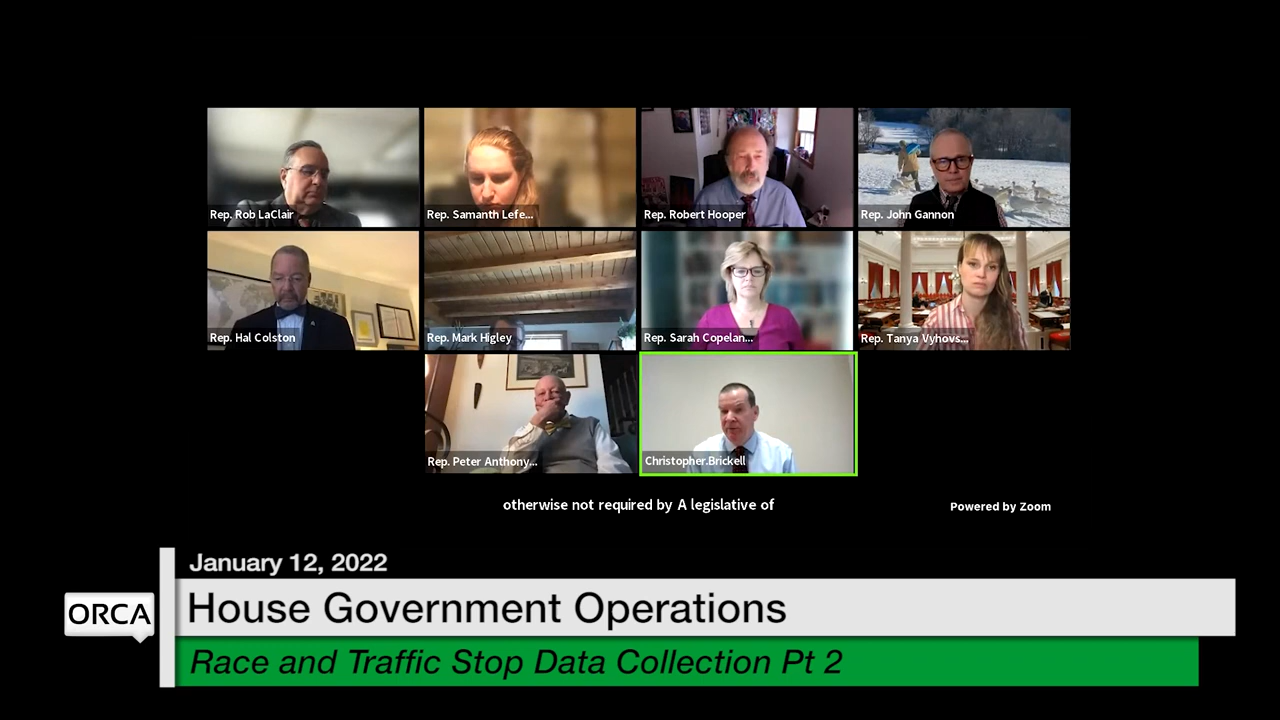 Rep. Rob LaClair
Rep. Samanth Lefe...
Rep. Robert Hooper
Rep. John Gannon
Rep. Hal Colston
Rep. Mark Higley
Rep. Sarah Copelan...
Rep. Tanya Vyhovs...
Rep. Peter Anthony...
Christopher.Brickell
otherwise not required by A legislative of
Powered by Zoom
January 12, 2022
ORCA
House Government Operations
Race and Traffic Stop Data Collection Pt 2